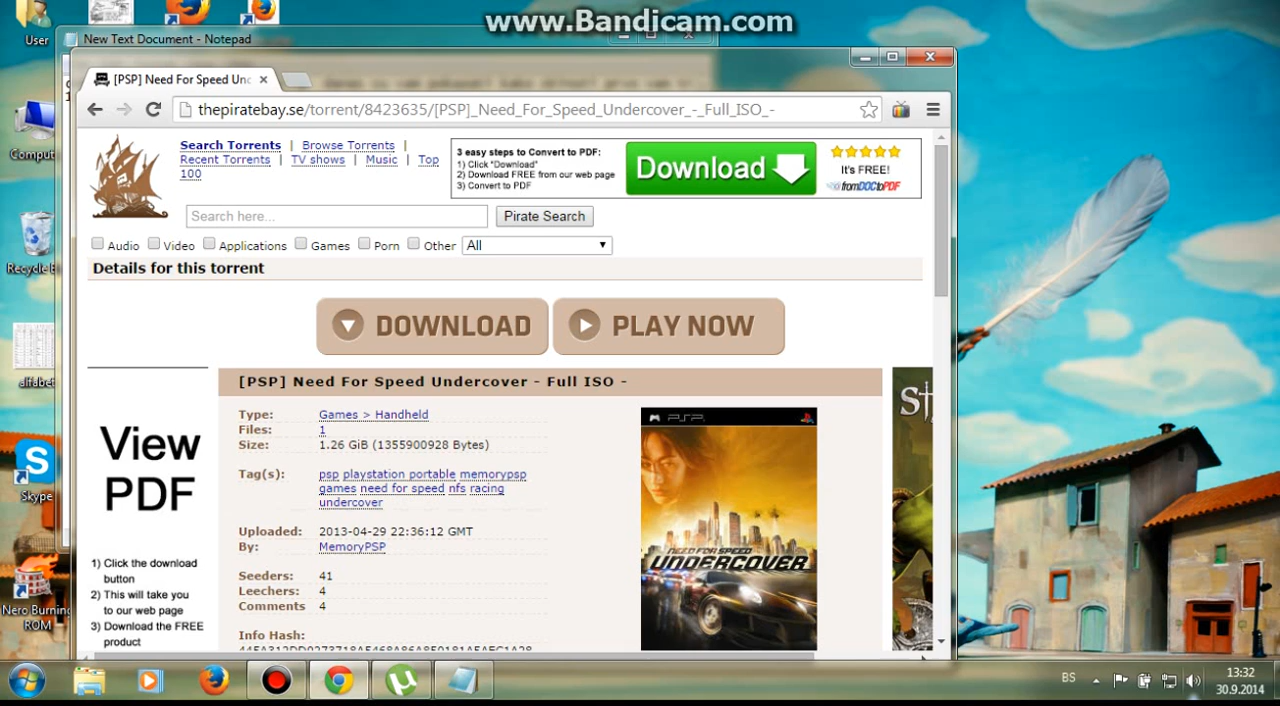 www.Bandicam.com
User
New Text Document - Notepad
[PSP] Need For Speed Und
thepiratebay.se/torrent/8423635/[PSP]_Need_For_Speed_Undercover_-_Full_ISO_-
Search Torrents | Browse Torrents |
Recent Torrents | TV shows | Music | Top
100
3 easy steps to Convert to PDF:
1) Click "Download"
2) Download FREE from our web page
3) Convert to PDF
Download
It's FREE!
fromDOCtoPDF
Search here...
Pirate Search
Audio Video Applications Games Porn Other All
Details for this torrent
DOWNLOAD
PLAY NOW
[PSP] Need For Speed Undercover - Full ISO -
Type: Games > Handheld
Files: 1
Size: 1.26 GiB (1355900928 Bytes)
Tag(s): psp playstation portable memorypsp
games need for speed nfs racing
undercover
Uploaded: 2013-04-29 22:36:12 GMT
By: MemoryPSP
Seeders: 41
Leechers: 4
Comments 4
Info Hash:
PSP
NEED FOR SPEED
UNDERCOVER
View
PDF
1) Click the download
button
2) This will take you
to our web page
3) Download the FREE
product
Comput
Recycle B
alfabet
Skype
Nero Burning
ROM
BS
13:32
30.9.2014